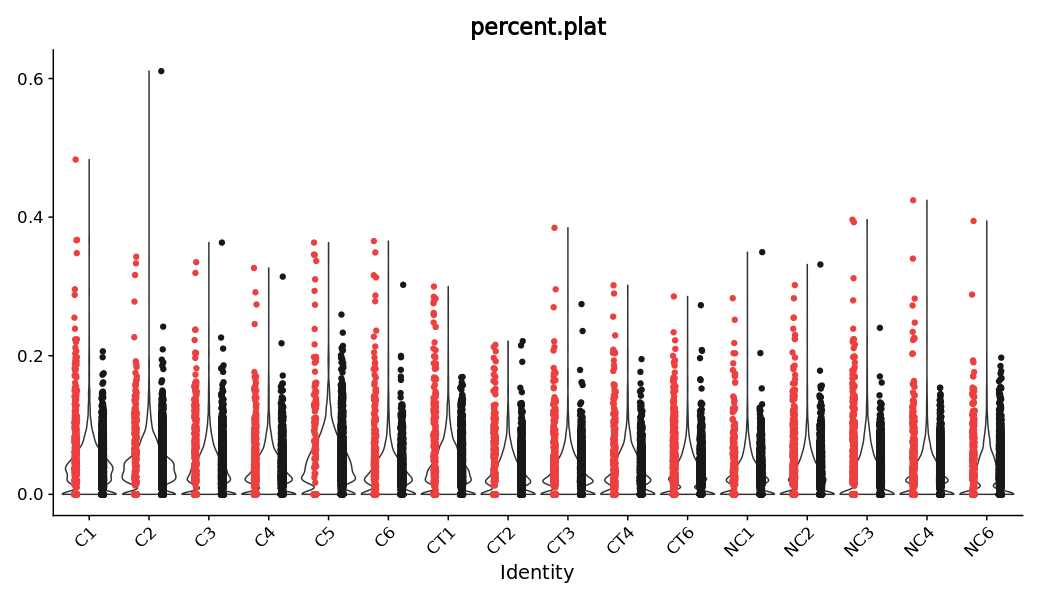 percent.plat
0.6
0.4
0.2
0.0
C1 C2 C3 C4 C5 C6 CT1 CT2 CT3 CT4 CT6 NC1 NC2 NC3 NC4 NC6
Identity